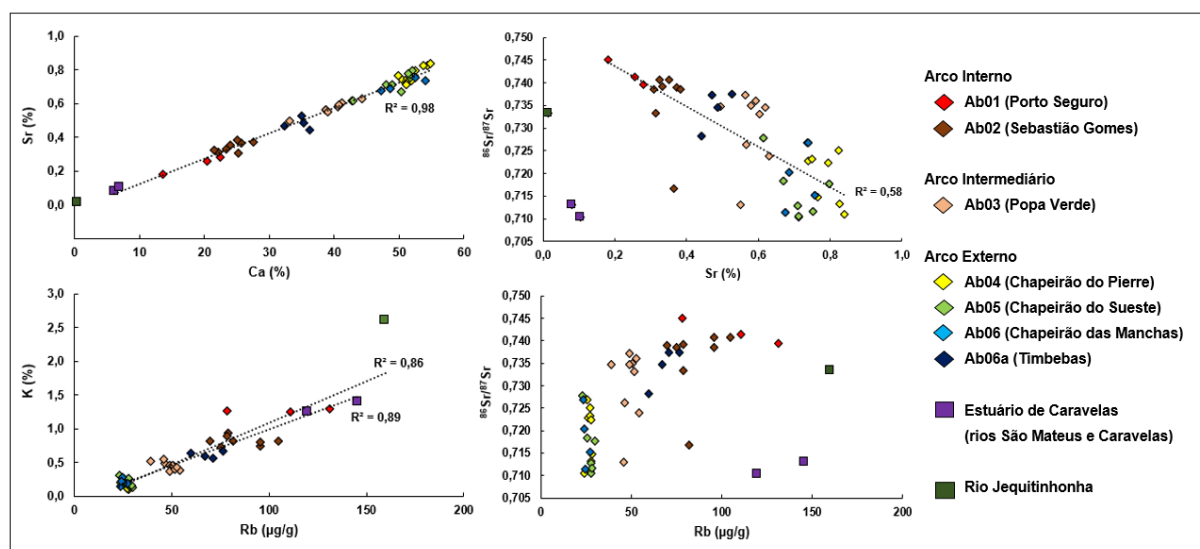 1,0
0,8
0,6
0,4
0,2
0,0
Sr (%)
R² = 0,98
0 10 20 30 40 50 60
Ca (%)
0,750
0,745
0,740
0,735
0,730
0,725
0,720
0,715
0,710
0,705
⁸⁶Sr/⁸⁷Sr
R² = 0,58
0,0 0,2 0,4 0,6 0,8 1,0
Sr (%)
3,0
2,5
2,0
1,5
1,0
0,5
0,0
K (%)
R² = 0,86
R² = 0,89
0 50 100 150 200
Rb (µg/g)
0,750
0,745
0,740
0,735
0,730
0,725
0,720
0,715
0,710
0,705
⁸⁶Sr/⁸⁷Sr
0 50 100 150 200
Rb (µg/g)
Arco Interno
Ab01 (Porto Seguro)
Ab02 (Sebastião Gomes)
Arco Intermediário
Ab03 (Popa Verde)
Arco Externo
Ab04 (Chapeirão do Pierre)
Ab05 (Chapeirão do Sueste)
Ab06 (Chapeirão das Manchas)
Ab06a (Timbebas)
Estuário de Caravelas
(rios São Mateus e Caravelas)
Rio Jequitinhonha